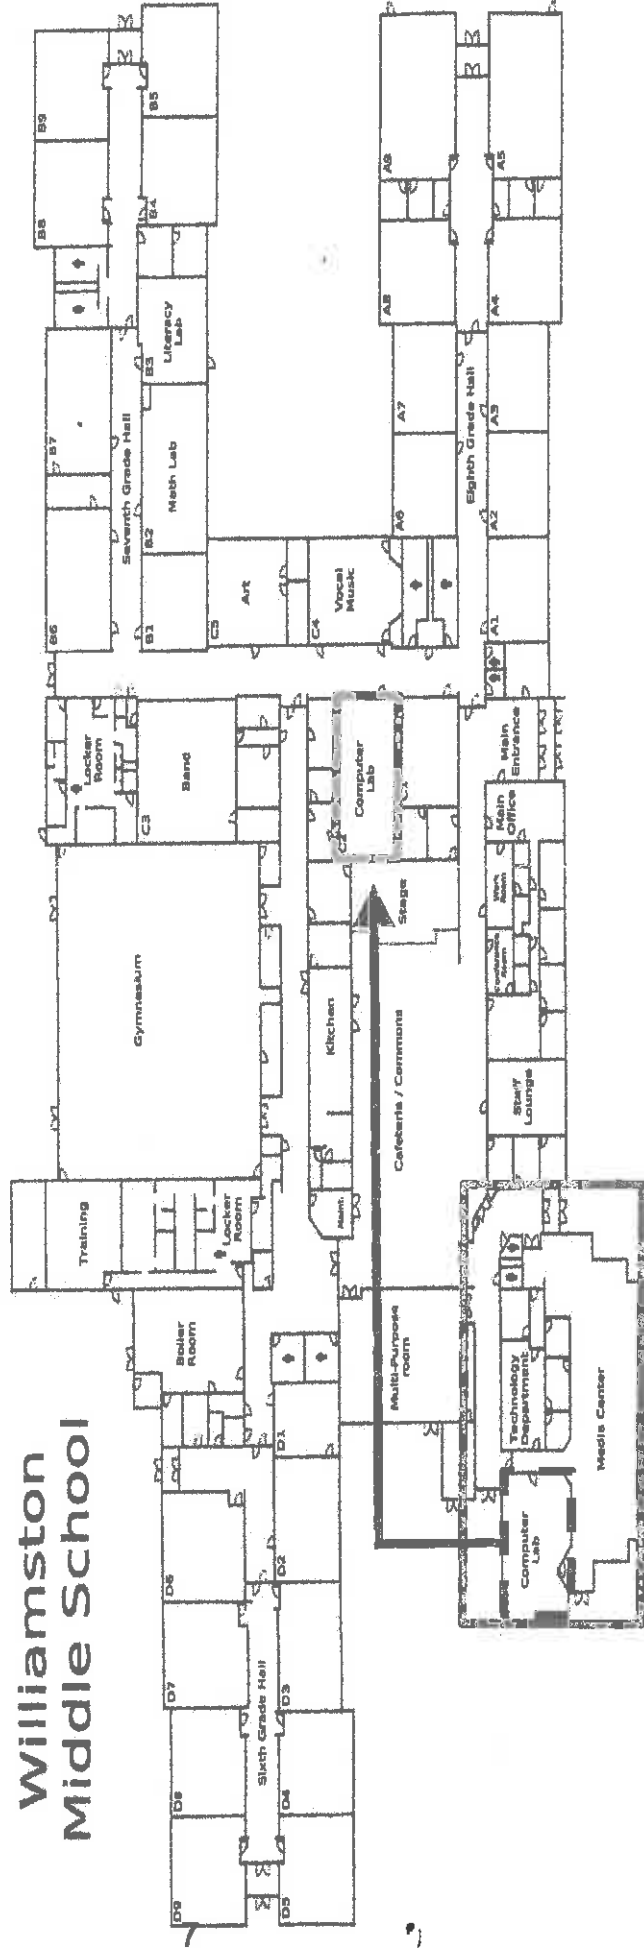 Williamston
Middle School
D9
D8
D7
D6
D5
D4
D3
D2
D1
Sixth Grade Hall
Boiler
Room
Training
Locker
Room
Gymnasium
Locker
Room
C3
Band
Maint.
Kitchen
Multi-Purpose
room
Cafeteria / Commons
Stage
C2
Computer
Lab
C1
Computer
Lab
Technology
Department
Media Center
Staff
Lounge
Conference
Room
Work
Room
Main
Office
Main
Entrance
B6
B7
B8
B9
Seventh Grade Hall
B1
B2
Math Lab
B3
Literacy
Lab
B4
B5
C5
Art
C4
Vocal
Music
A6
A7
A8
A9
Eighth Grade Hall
A1
A2
A3
A4
A5